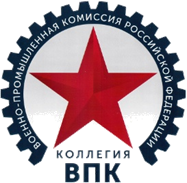 ВОЕННО-ПРОМЫШЛЕННАЯ КОМИССИЯ РОССИЙСКОЙ ФЕДЕРАЦИИ
КОЛЛЕГИЯ
ВПК